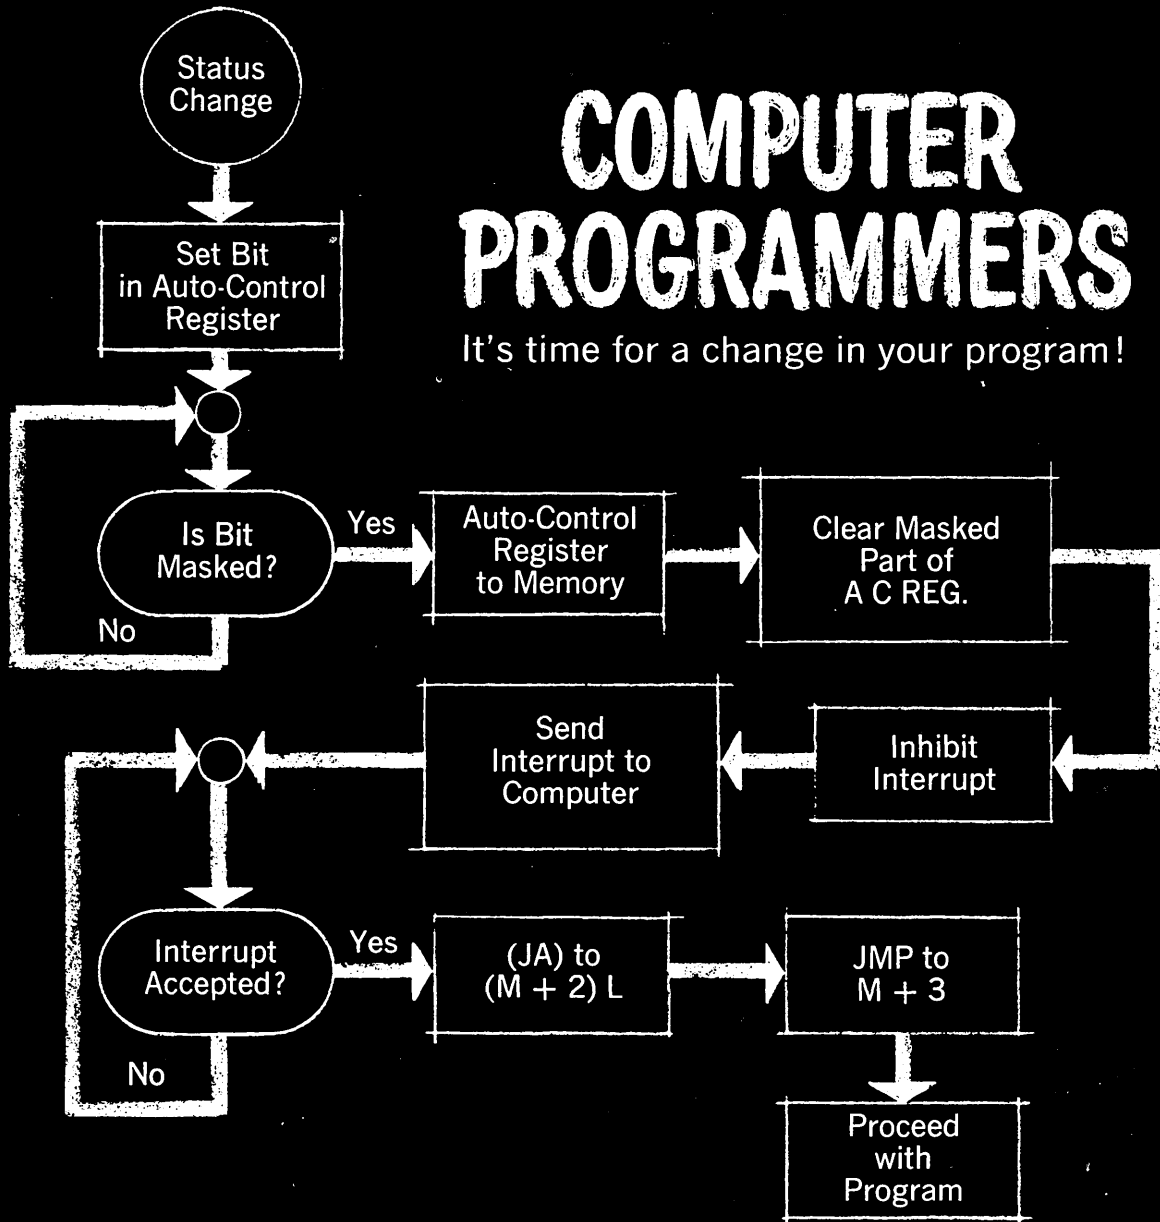 COMPUTER
PROGRAMMERS
It's time for a change in your program!
Status
Change
Set Bit
in Auto-Control
Register
Is Bit
Masked?
Yes
No
Auto-Control
Register
to Memory
Clear Masked
Part of
A C REG.
Inhibit
Interrupt
Send
Interrupt to
Computer
Interrupt
Accepted?
Yes
No
(JA) to
(M + 2) L
JMP to
M + 3
Proceed
with
Program